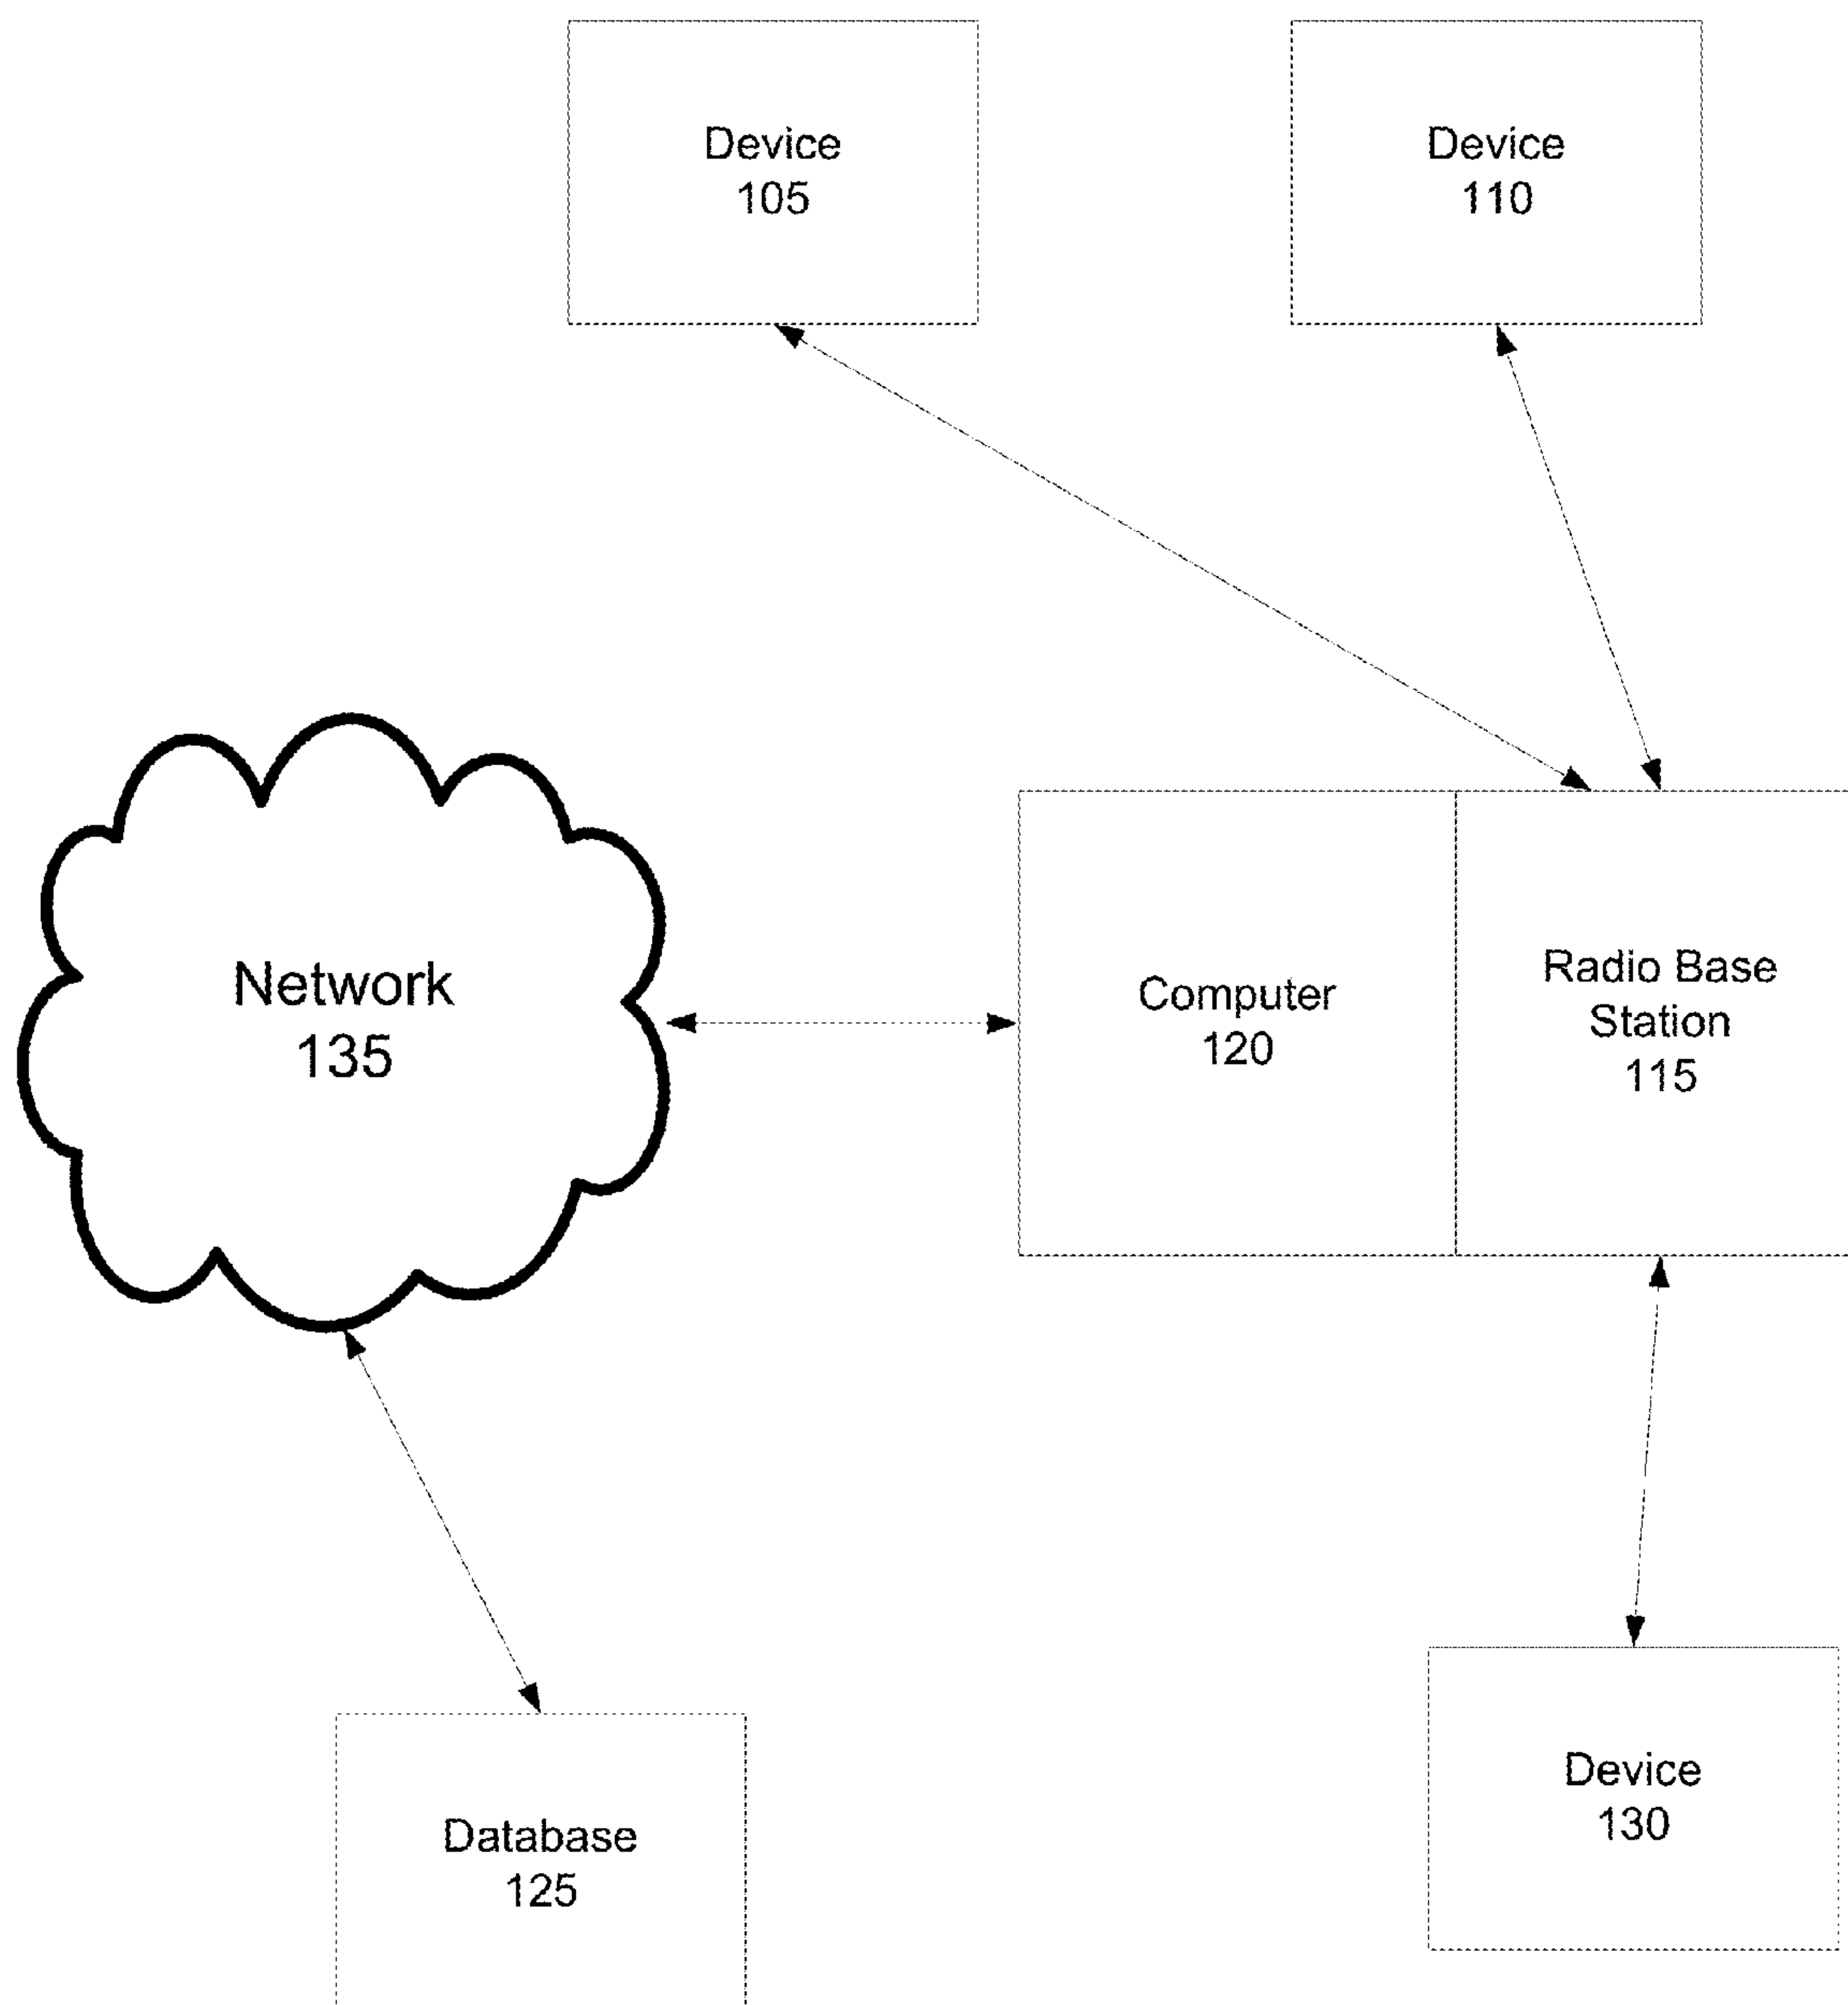 Device
105
Device
110
Network
135
Computer
120
Radio Base
Station
115
Device
130
Database
125